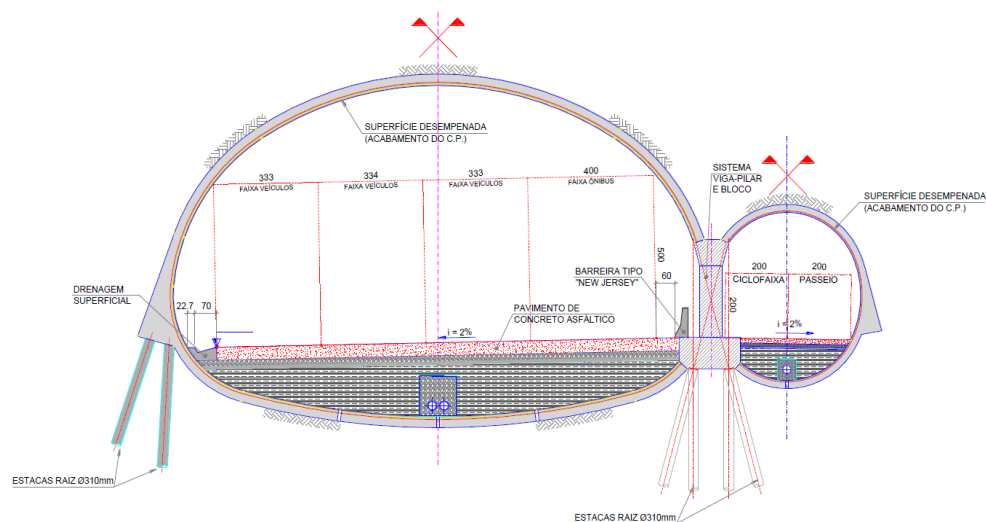 SUPERFÍCIE DESEMPENADA
(ACABAMENTO DO C.P.)
333
FAIXA VEÍCULOS
334
FAIXA VEÍCULOS
333
FAIXA VEÍCULOS
400
FAIXA ÔNIBUS
SISTEMA
VIGA-PILAR
E BLOCO
SUPERFÍCIE DESEMPENADA
(ACABAMENTO DO C.P.)
DRENAGEM
SUPERFICIAL
22.7
70
i = 2%
PAVIMENTO DE
CONCRETO ASFÁLTICO
BARREIRA TIPO
"NEW JERSEY"
500
60
200
200
CICLOFAIXA
200
PASSEIO
i = 2%
ESTACAS RAIZ Ø310mm
ESTACAS RAIZ Ø310mm